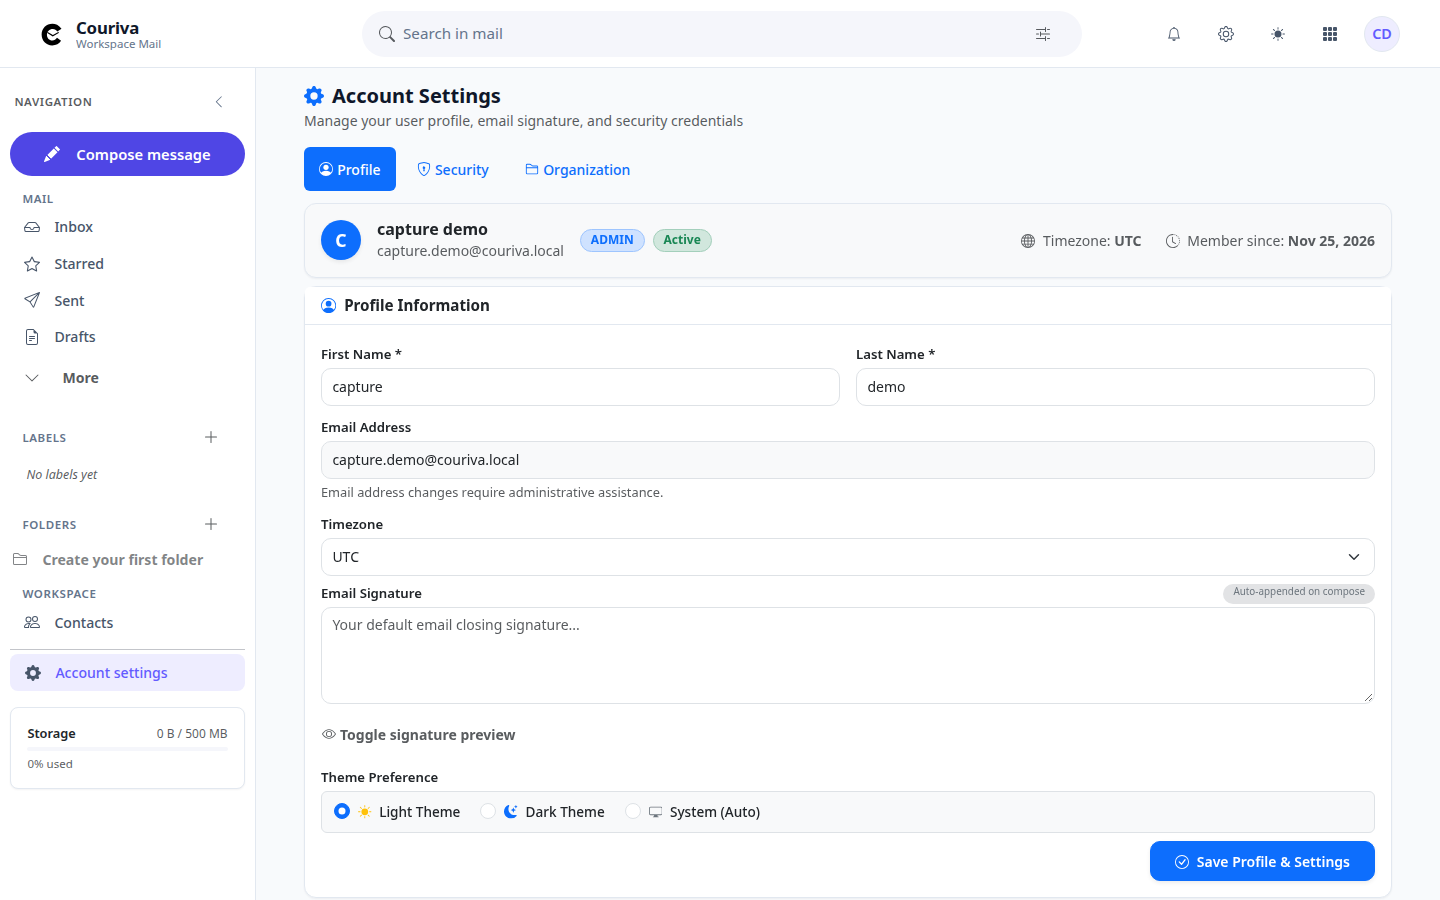 Couriva
Workspace Mail
Search in mail
CD
NAVIGATION
Compose message
MAIL
Inbox
Starred
Sent
Drafts
More
LABELS
No labels yet
FOLDERS
Create your first folder
WORKSPACE
Contacts
Account settings
Storage 0 B / 500 MB
0% used
Account Settings
Manage your user profile, email signature, and security credentials
Profile Security Organization
C
capture demo
capture.demo@couriva.local
ADMIN Active
Timezone: UTC Member since: Nov 25, 2026
Profile Information
First Name * Last Name *
capture demo
Email Address
capture.demo@couriva.local
Email address changes require administrative assistance.
Timezone
UTC
Email Signature Auto-appended on compose
Your default email closing signature...
Toggle signature preview
Theme Preference
Light Theme Dark Theme System (Auto)
Save Profile & Settings